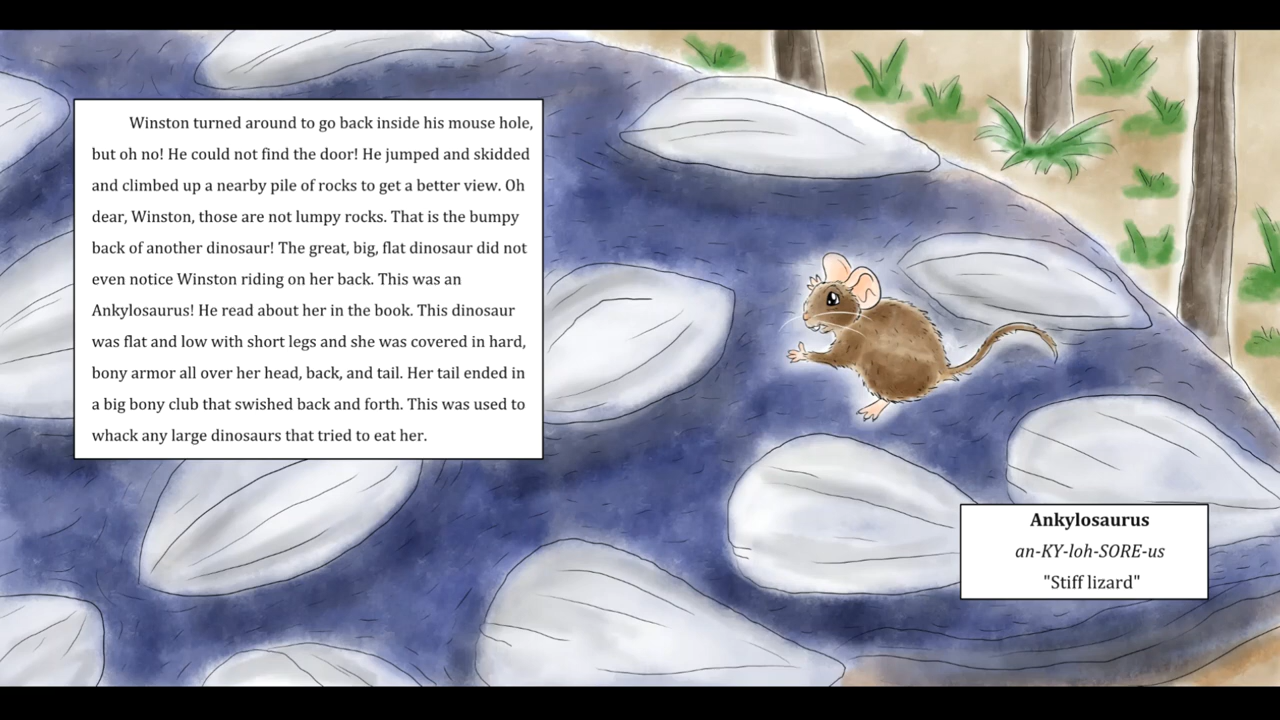 Winston turned around to go back inside his mouse hole,
but oh no! He could not find the door! He jumped and skidded
and climbed up a nearby pile of rocks to get a better view. Oh
dear, Winston, those are not lumpy rocks. That is the bumpy
back of another dinosaur! The great, big, flat dinosaur did not
even notice Winston riding on her back. This was an
Ankylosaurus! He read about her in the book. This dinosaur
was flat and low with short legs and she was covered in hard,
bony armor all over her head, back, and tail. Her tail ended in
a big bony club that swished back and forth. This was used to
whack any large dinosaurs that tried to eat her.
Ankylosaurus
an-KY-loh-SORE-us
"Stiff lizard"